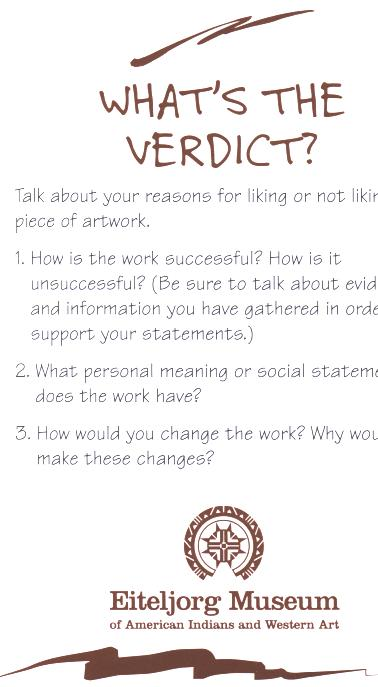 WHAT'S THE
VERDICT?
Talk about your reasons for liking or not likin
piece of artwork.
1. How is the work successful? How is it
unsuccessful? (Be sure to talk about evid
and information you have gathered in orde
support your statements.)
2. What personal meaning or social stateme
does the work have?
3. How would you change the work? Why wou
make these changes?
Eiteljorg Museum
of American Indians and Western Art